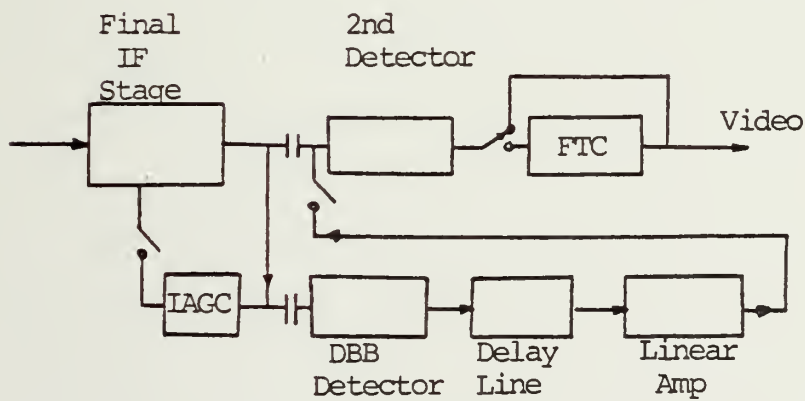 Final
IF
Stage
2nd
Detector
FTC
Video
IAGC
DBB
Detector
Delay
Line
Linear
Amp